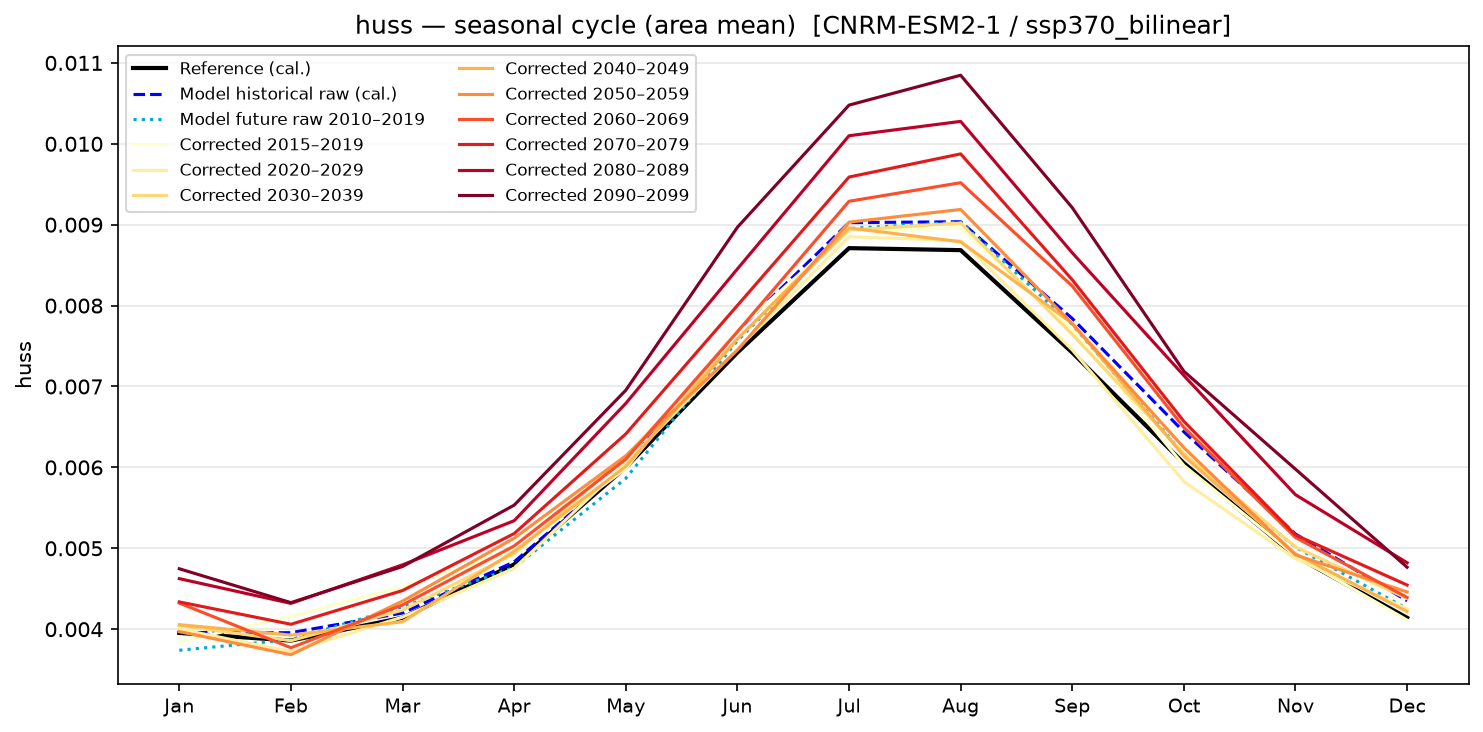 huss — seasonal cycle (area mean)  [CNRM-ESM2-1 / ssp370_bilinear]
Reference (cal.)
Model historical raw (cal.)
Model future raw 2010–2019
Corrected 2015–2019
Corrected 2020–2029
Corrected 2030–2039
Corrected 2040–2049
Corrected 2050–2059
Corrected 2060–2069
Corrected 2070–2079
Corrected 2080–2089
Corrected 2090–2099
huss
0.011
0.010
0.009
0.008
0.007
0.006
0.005
0.004
Jan Feb Mar Apr May Jun Jul Aug Sep Oct Nov Dec